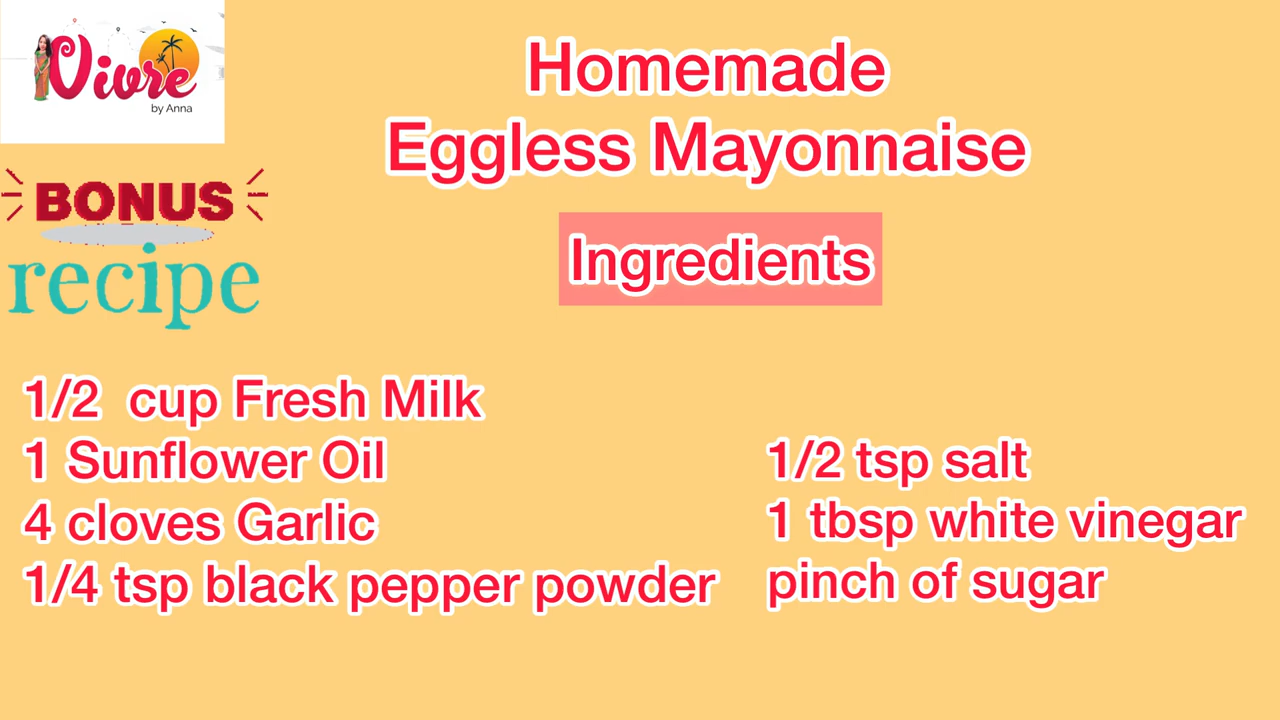 Vivre
by Anna
BONUS
recipe
Homemade
Eggless Mayonnaise
Ingredients
1/2 cup Fresh Milk
1 Sunflower Oil
4 cloves Garlic
1/4 tsp black pepper powder
1/2 tsp salt
1 tbsp white vinegar
pinch of sugar